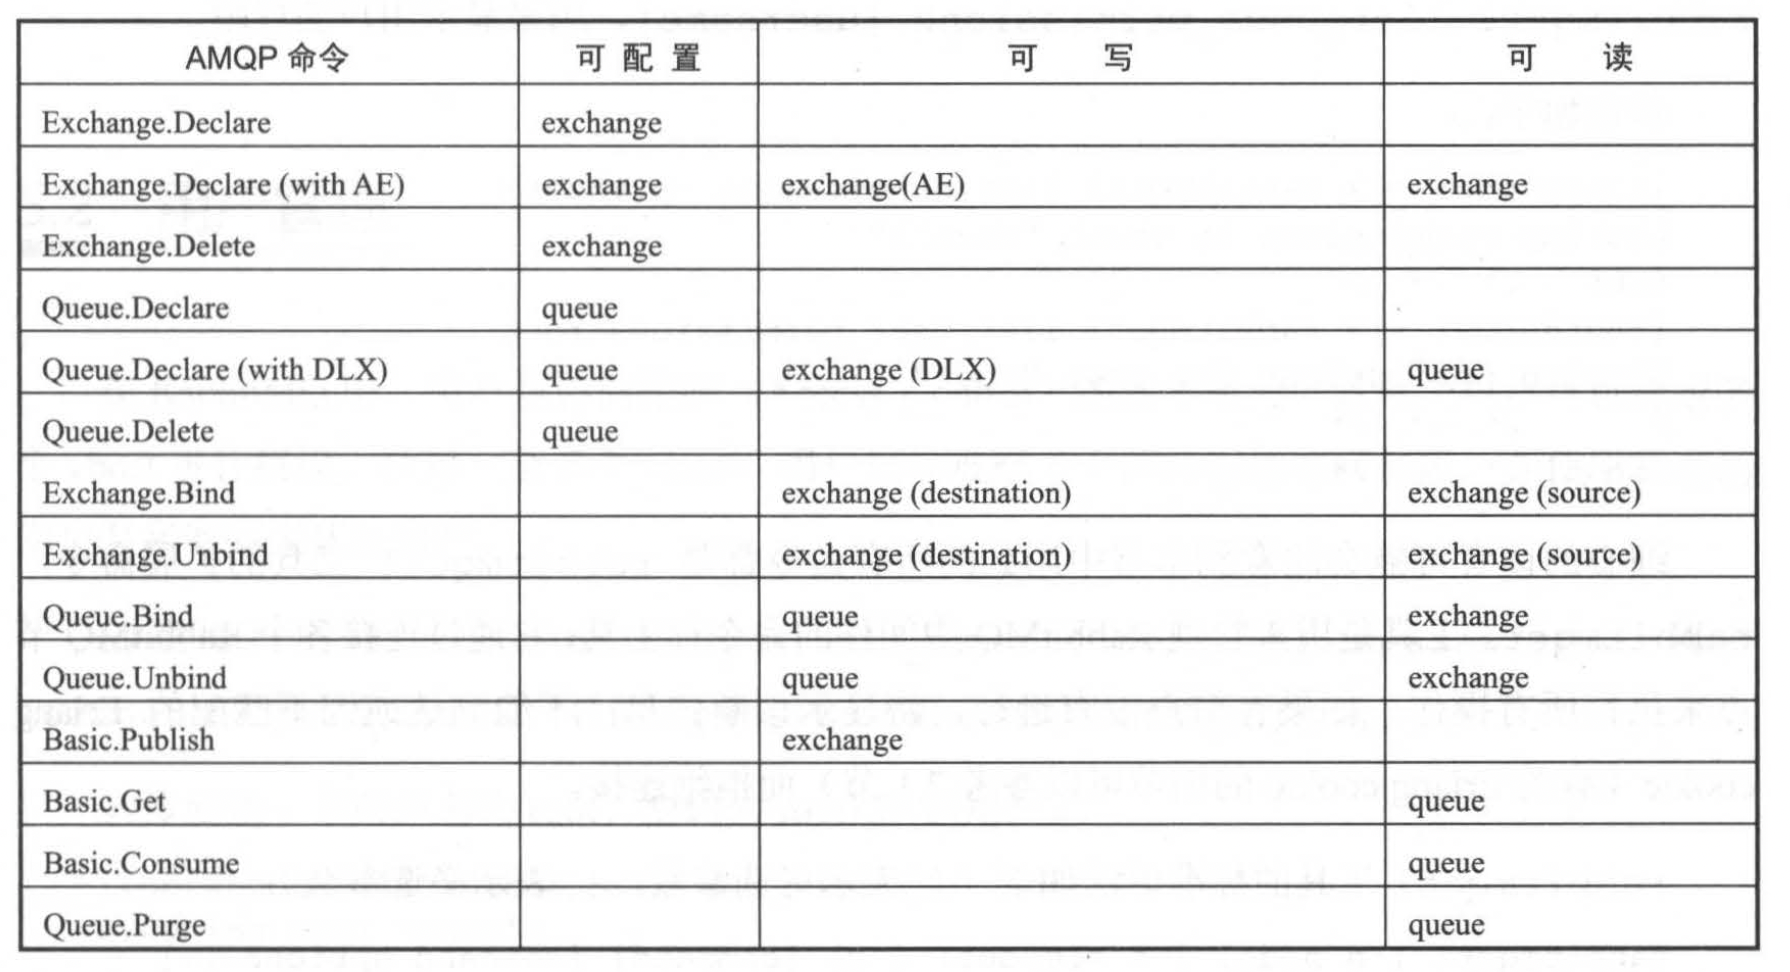 AMQP 命令 可配置 可写 可读
Exchange.Declare exchange
Exchange.Declare (with AE) exchange exchange(AE) exchange
Exchange.Delete exchange
Queue.Declare queue
Queue.Declare (with DLX) queue exchange (DLX) queue
Queue.Delete queue
Exchange.Bind exchange (destination) exchange (source)
Exchange.Unbind exchange (destination) exchange (source)
Queue.Bind queue exchange
Queue.Unbind queue exchange
Basic.Publish exchange
Basic.Get queue
Basic.Consume queue
Queue.Purge queue